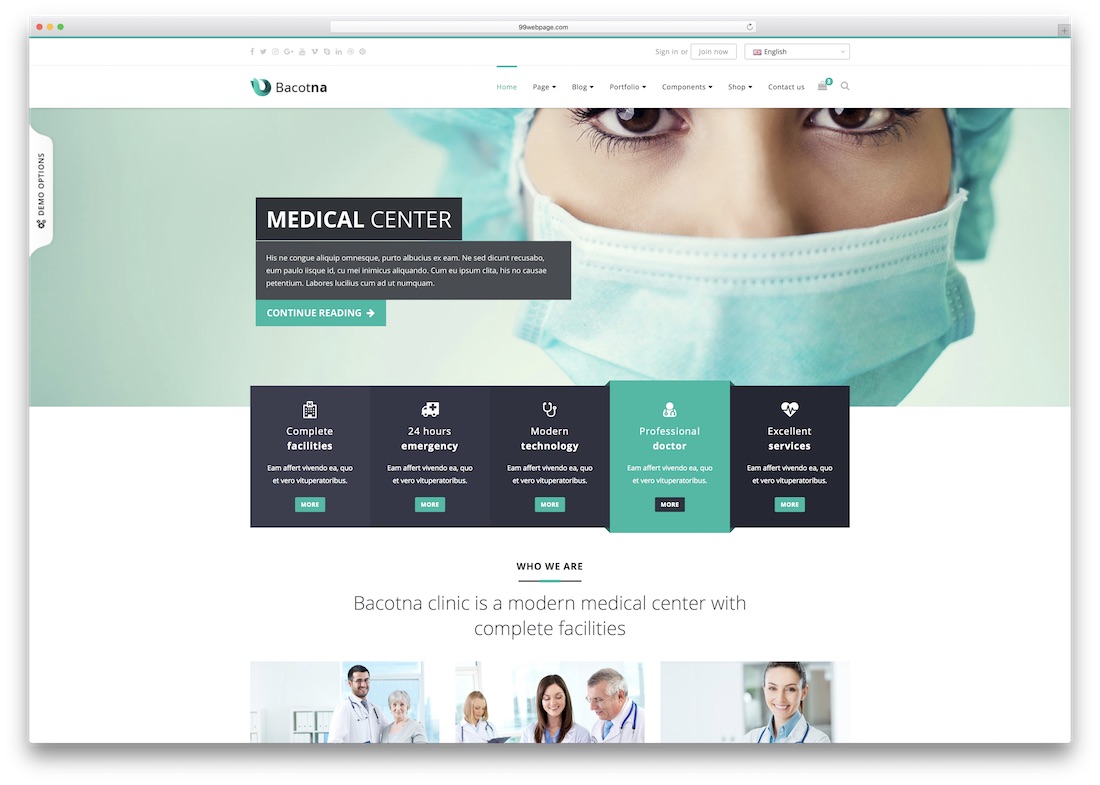 99webpage.com
Sign in or Join now English
Bacotna
Home Page Blog Portfolio Components Shop Contact us
DEMO OPTIONS
MEDICAL CENTER
His ne congue aliquip omnesque, purto albucius ex eam. Ne sed dicunt recusabo,
eum paulo iisque id, cu mei inimicus aliquando. Cum eu ipsum clita, his no causae
petentium. Labores lucilius cum ad ut numquam.
CONTINUE READING
Complete
facilities
Eam affert vivendo ea, quo
et vero vituperatoribus.
MORE
24 hours
emergency
Eam affert vivendo ea, quo
et vero vituperatoribus.
MORE
Modern
technology
Eam affert vivendo ea, quo
et vero vituperatoribus.
MORE
Professional
doctor
Eam affert vivendo ea, quo
et vero vituperatoribus.
MORE
Excellent
services
Eam affert vivendo ea, quo
et vero vituperatoribus.
MORE
WHO WE ARE
Bacotna clinic is a modern medical center with
complete facilities